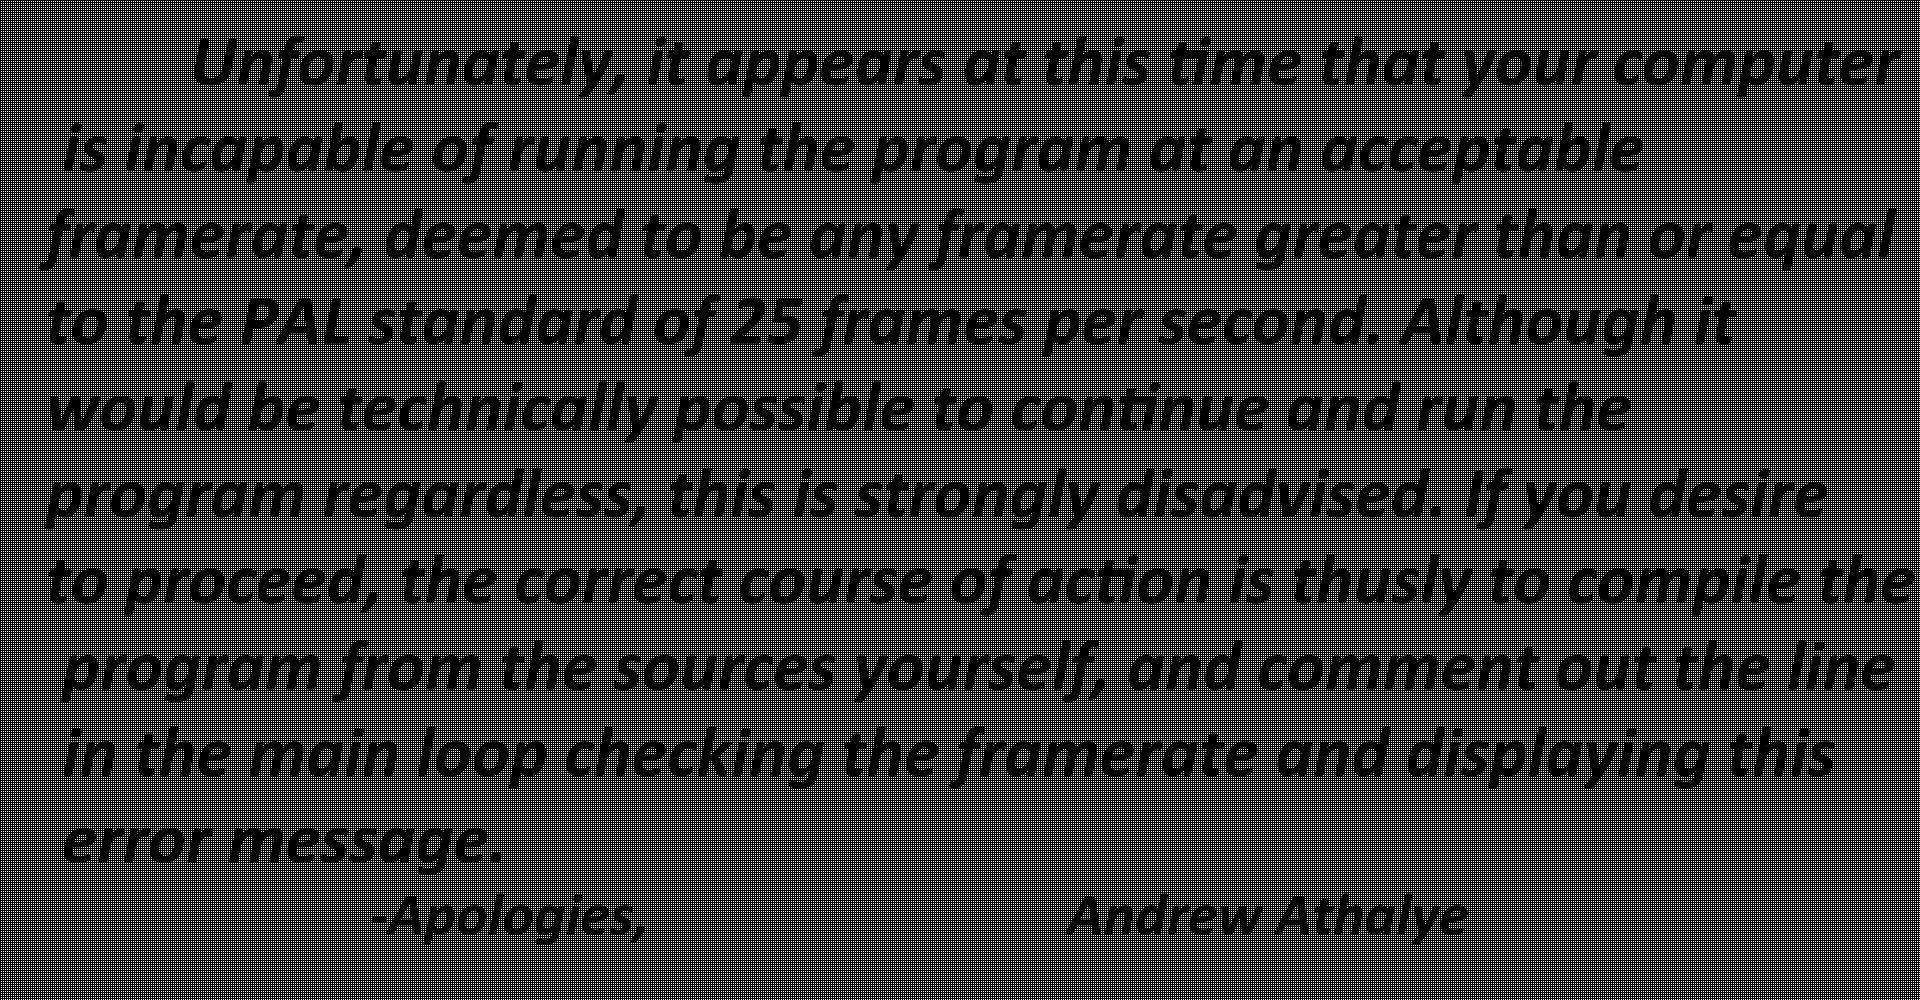 Unfortunately, it appears at this time that your computer
is incapable of running the program at an acceptable
framerate, deemed to be any framerate greater than or equal
to the PAL standard of 25 frames per second. Although it
would be technically possible to continue and run the
program regardless, this is strongly disadvised. If you desire
to proceed, the correct course of action is thusly to compile the
program from the sources yourself, and comment out the line
in the main loop checking the framerate and displaying this
error message.
-Apologies, Andrew Athalye